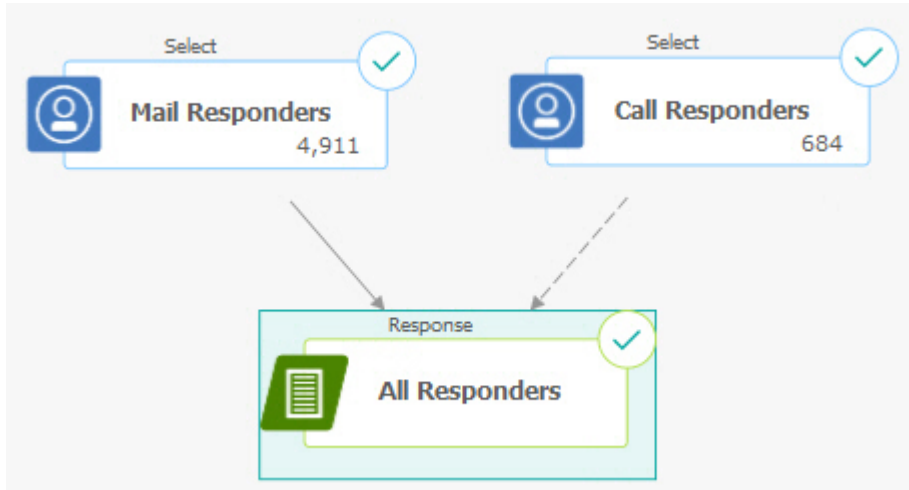 Select
Mail Responders
4,911
Select
Call Responders
684
Response
All Responders